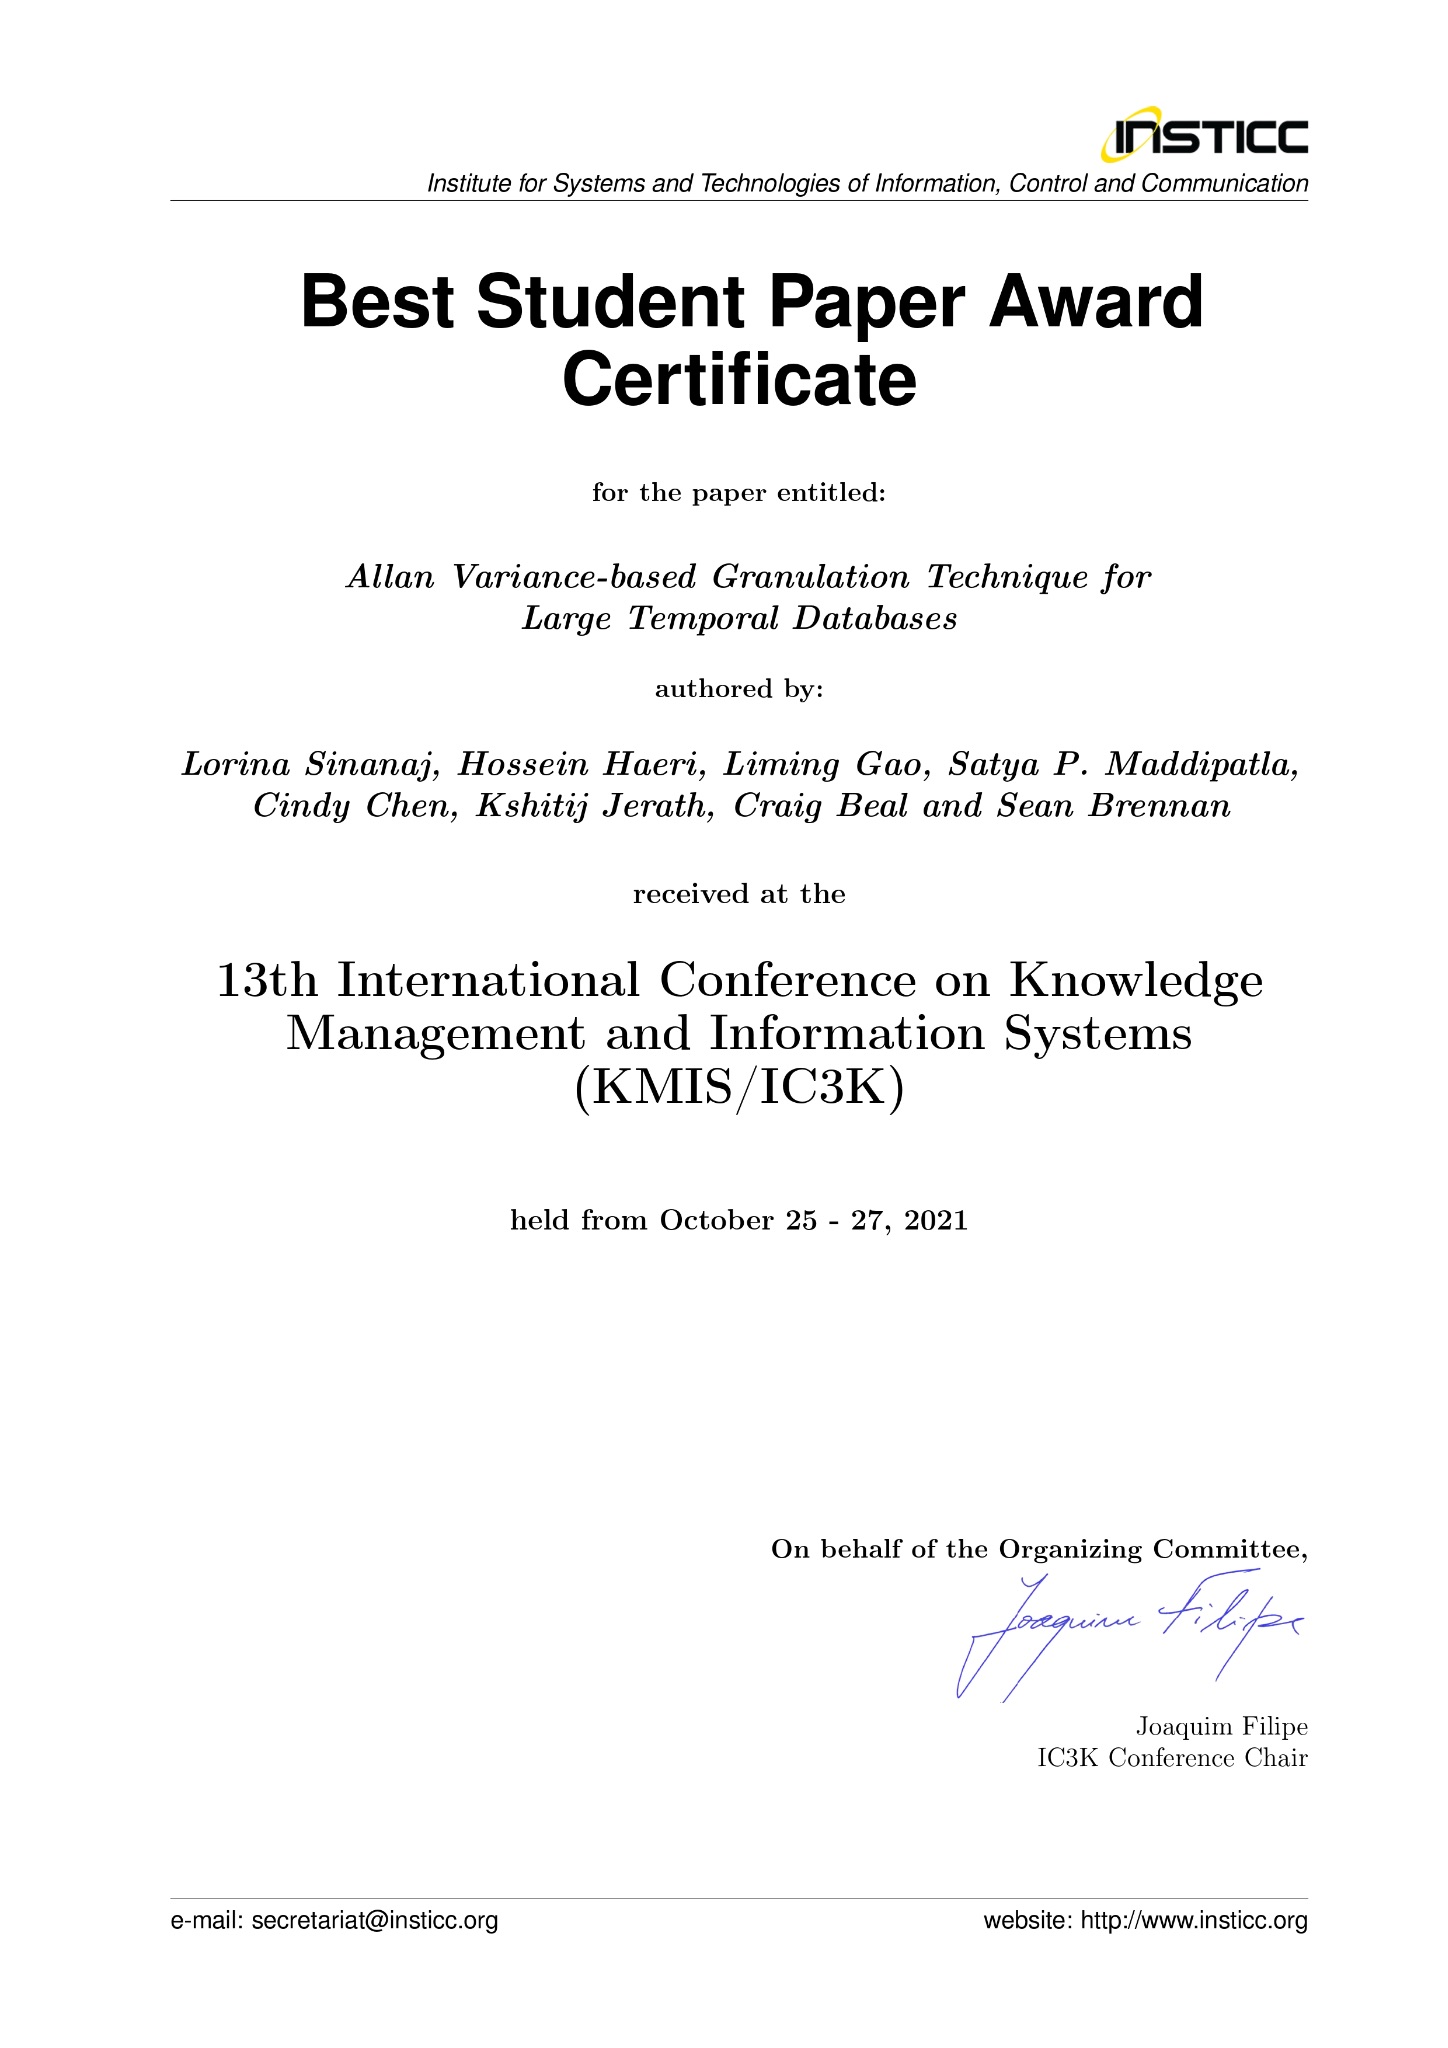 INSTICC
Institute for Systems and Technologies of Information, Control and Communication
Best Student Paper Award
Certificate
for the paper entitled:
Allan Variance-based Granulation Technique for
Large Temporal Databases
authored by:
Lorina Sinanaj, Hossein Haeri, Liming Gao, Satya P. Maddipatla,
Cindy Chen, Kshitij Jerath, Craig Beal and Sean Brennan
received at the
13th International Conference on Knowledge
Management and Information Systems
(KMIS/IC3K)
held from October 25 - 27, 2021
On behalf of the Organizing Committee,
Joaquim Filipe
Joaquim Filipe
IC3K Conference Chair
e-mail: secretariat@insticc.org
website: http://www.insticc.org